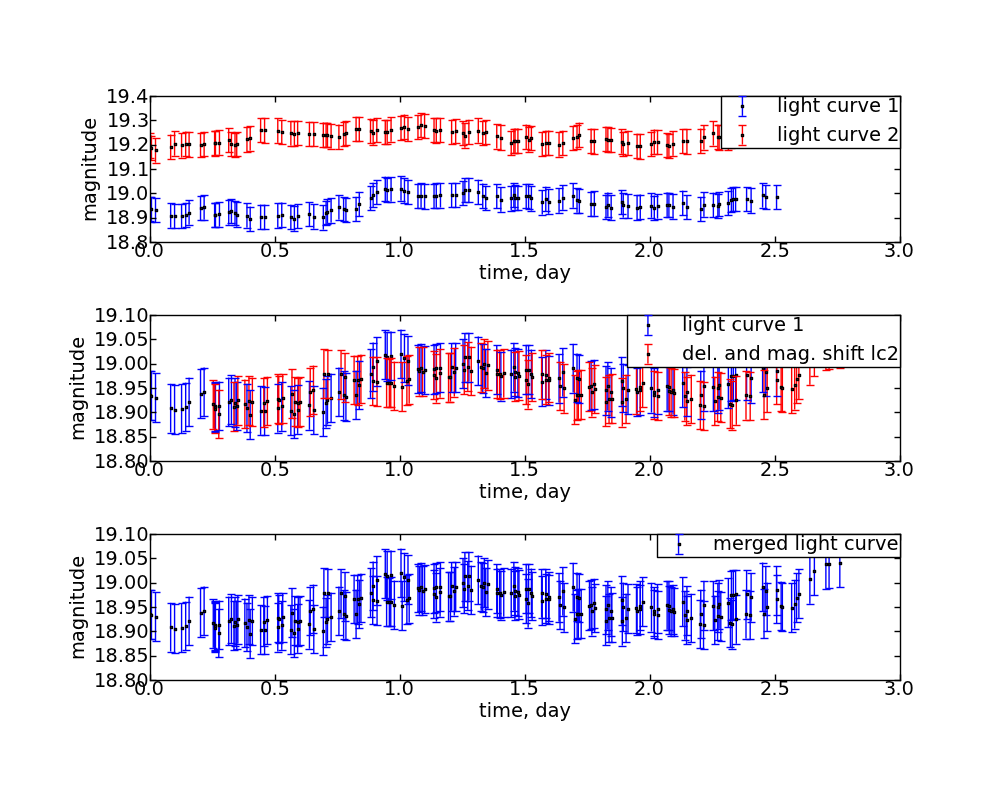 19.4
19.3
19.2
19.1
19.0
18.9
18.8
magnitude
light curve 1
light curve 2
0.0 0.5 1.0 1.5 2.0 2.5 3.0
time, day
19.10
19.05
19.00
18.95
18.90
18.85
18.80
magnitude
light curve 1
del. and mag. shift lc2
0.0 0.5 1.0 1.5 2.0 2.5 3.0
time, day
19.10
19.05
19.00
18.95
18.90
18.85
18.80
magnitude
merged light curve
0.0 0.5 1.0 1.5 2.0 2.5 3.0
time, day